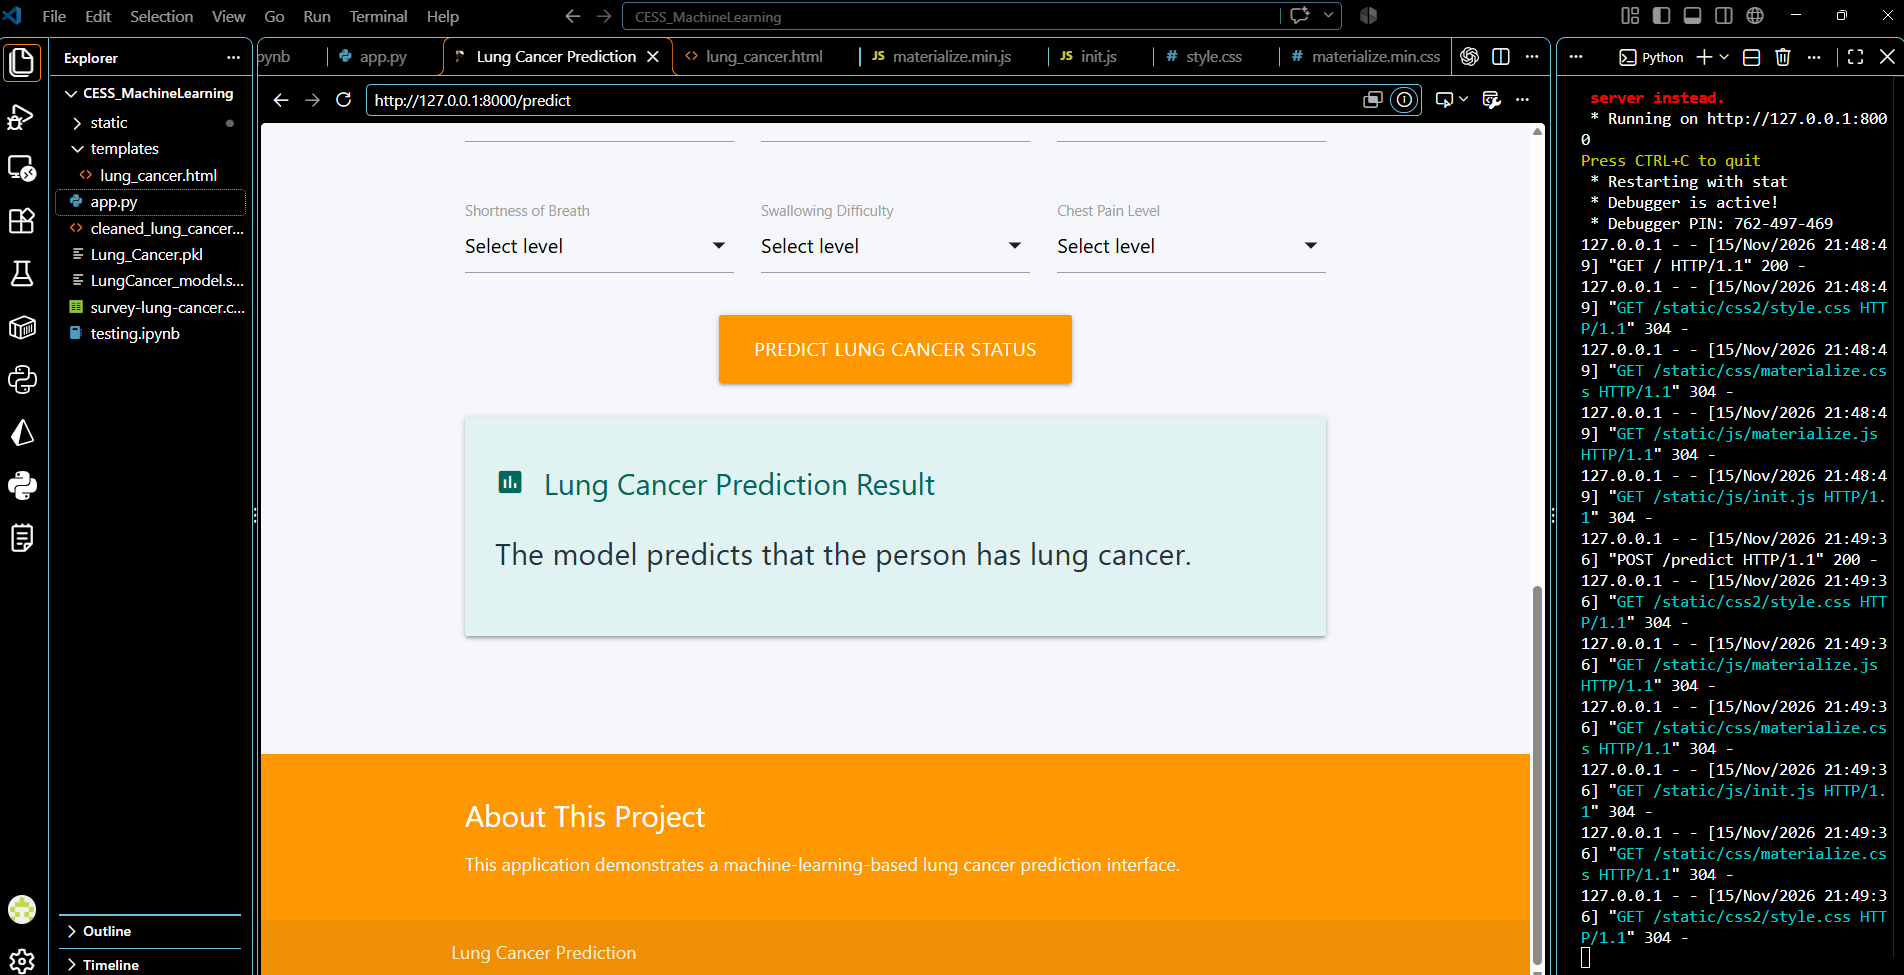 File Edit Selection View Go Run Terminal Help
CESS_MachineLearning
Explorer
CESS_MachineLearning
static
templates
lung_cancer.html
app.py
cleaned_lung_cancer...
Lung_Cancer.pkl
LungCancer_model.s...
survey-lung-cancer.c...
testing.ipynb
Outline
Timeline
pynb
app.py
Lung Cancer Prediction
lung_cancer.html
JS materialize.min.js
JS init.js
# style.css
# materialize.min.css
http://127.0.0.1:8000/predict
Shortness of Breath Swallowing Difficulty Chest Pain Level
Select level Select level Select level
PREDICT LUNG CANCER STATUS
Lung Cancer Prediction Result
The model predicts that the person has lung cancer.
About This Project
This application demonstrates a machine-learning-based lung cancer prediction interface.
Lung Cancer Prediction
Python
server instead.
* Running on http://127.0.0.1:800
0
Press CTRL+C to quit
* Restarting with stat
* Debugger is active!
* Debugger PIN: 762-497-469
127.0.0.1 - - [15/Nov/2026 21:48:4
9] "GET / HTTP/1.1" 200 -
127.0.0.1 - - [15/Nov/2026 21:48:4
9] "GET /static/css2/style.css HTT
P/1.1" 304 -
127.0.0.1 - - [15/Nov/2026 21:48:4
9] "GET /static/css/materialize.cs
s HTTP/1.1" 304 -
127.0.0.1 - - [15/Nov/2026 21:48:4
9] "GET /static/js/materialize.js
HTTP/1.1" 304 -
127.0.0.1 - - [15/Nov/2026 21:48:4
9] "GET /static/js/init.js HTTP/1.
1" 304 -
127.0.0.1 - - [15/Nov/2026 21:49:3
6] "POST /predict HTTP/1.1" 200 -
127.0.0.1 - - [15/Nov/2026 21:49:3
6] "GET /static/css2/style.css HTT
P/1.1" 304 -
127.0.0.1 - - [15/Nov/2026 21:49:3
6] "GET /static/js/materialize.js
HTTP/1.1" 304 -
127.0.0.1 - - [15/Nov/2026 21:49:3
6] "GET /static/css/materialize.cs
s HTTP/1.1" 304 -
127.0.0.1 - - [15/Nov/2026 21:49:3
6] "GET /static/js/init.js HTTP/1.
1" 304 -
127.0.0.1 - - [15/Nov/2026 21:49:3
6] "GET /static/css/materialize.cs
s HTTP/1.1" 304 -
127.0.0.1 - - [15/Nov/2026 21:49:3
6] "GET /static/css2/style.css HTT
P/1.1" 304 -